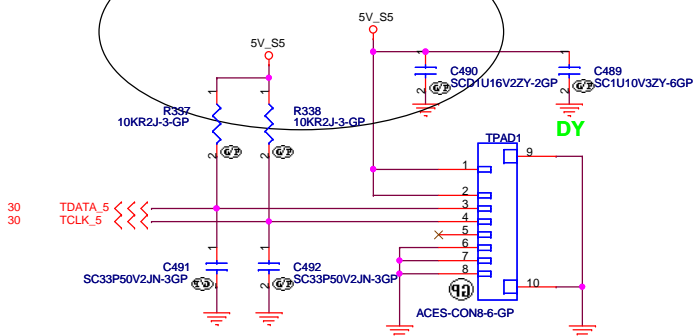 5V_S5
5V_S5
C490
SCD1U16V2ZY-2GP
C489
SC1U10V3ZY-6GP
DY
1
2
G/P
1
2
G/P
R337
10KR2J-3-GP
R338
10KR2J-3-GP
1
2
G/P
1
2
G/P
TPAD1
9
1
2
3
4
5
6
7
8
10
30 TDATA_5
30 TCLK_5
C491
SC33P50V2JN-3GP
C492
SC33P50V2JN-3GP
1
2
G/P
1
2
G/P
GP
ACES-CON8-6-GP